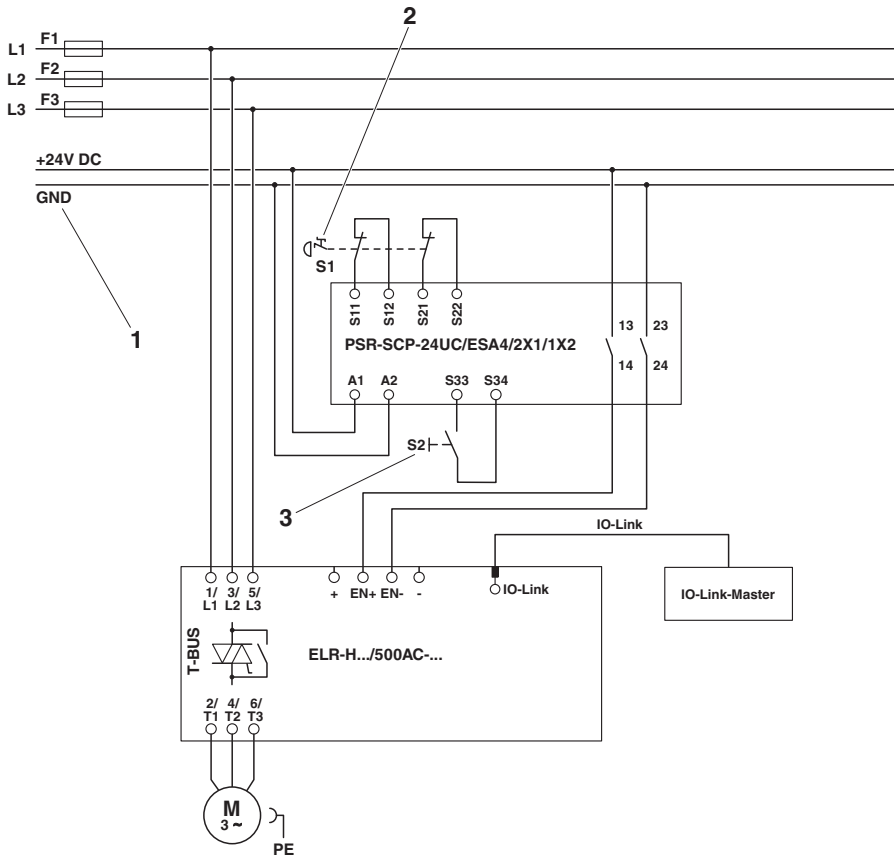 2
F1
L1
F2
L2
F3
L3
+24V DC
GND
S1
1
S11
S12
S21
S22
13
23
PSR-SCP-24UC/ESA4/2X1/1X2
14
24
A1
A2
S33
S34
S2
3
IO-Link
1/
L1
3/
L2
5/
L3
+
EN+
EN-
-
IO-Link
IO-Link-Master
T-BUS
ELR-H.../500AC-...
2/
T1
4/
T2
6/
T3
M
3 ~
PE